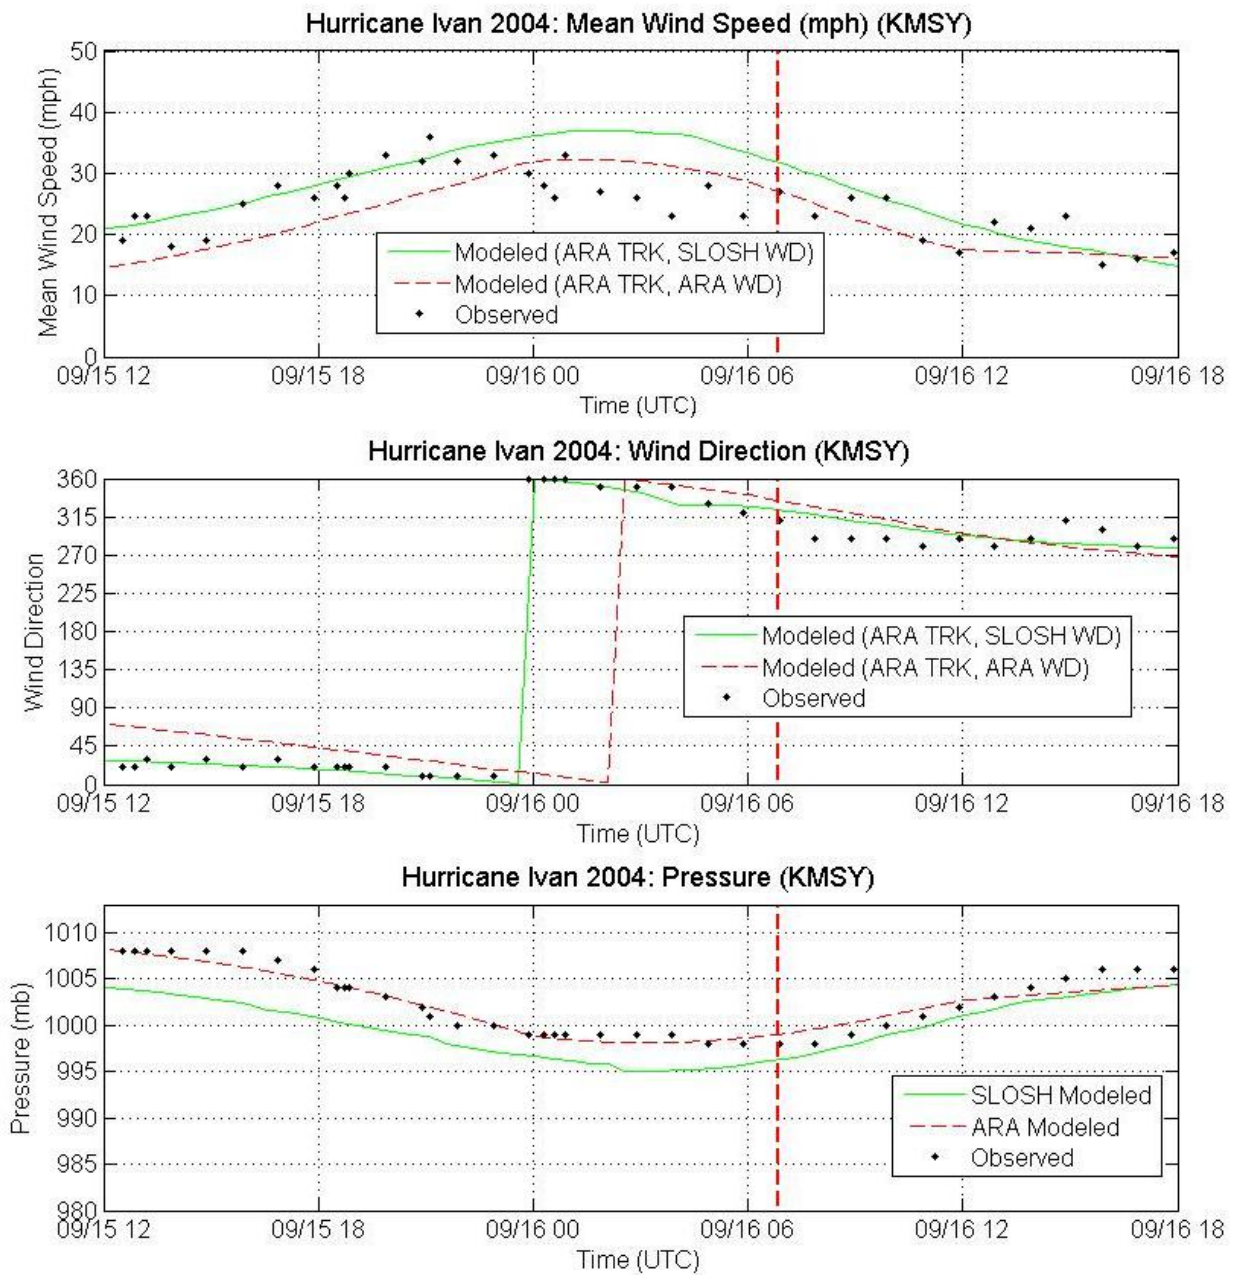 Hurricane Ivan 2004: Mean Wind Speed (mph) (KMSY)
50
40
30
20
10
0
Mean Wind Speed (mph)
Modeled (ARA TRK, SLOSH WD)
Modeled (ARA TRK, ARA WD)
Observed
09/15 12 09/15 18 09/16 00 09/16 06 09/16 12 09/16 18
Time (UTC)
Hurricane Ivan 2004: Wind Direction (KMSY)
360
315
270
225
180
135
90
45
0
Wind Direction
Modeled (ARA TRK, SLOSH WD)
Modeled (ARA TRK, ARA WD)
Observed
09/15 12 09/15 18 09/16 00 09/16 06 09/16 12 09/16 18
Time (UTC)
Hurricane Ivan 2004: Pressure (KMSY)
1010
1005
1000
995
990
985
980
Pressure (mb)
SLOSH Modeled
ARA Modeled
Observed
09/15 12 09/15 18 09/16 00 09/16 06 09/16 12 09/16 18
Time (UTC)